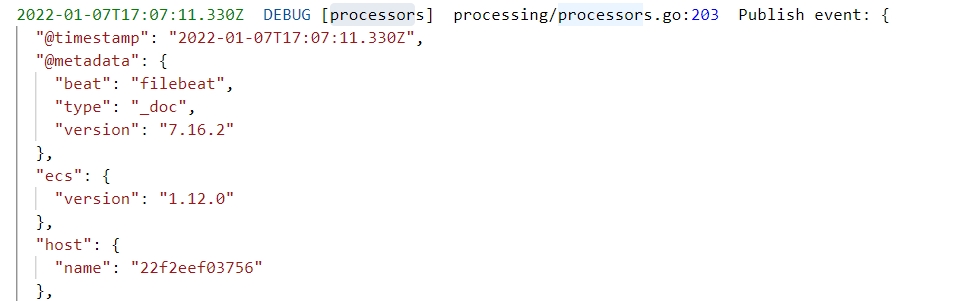 2022-01-07T17:07:11.330Z  DEBUG [processors]  processing/processors.go:203  Publish event: {
  "@timestamp": "2022-01-07T17:07:11.330Z",
  "@metadata": {
    "beat": "filebeat",
    "type": "_doc",
    "version": "7.16.2"
  },
  "ecs": {
    "version": "1.12.0"
  },
  "host": {
    "name": "22f2eef03756"
  },